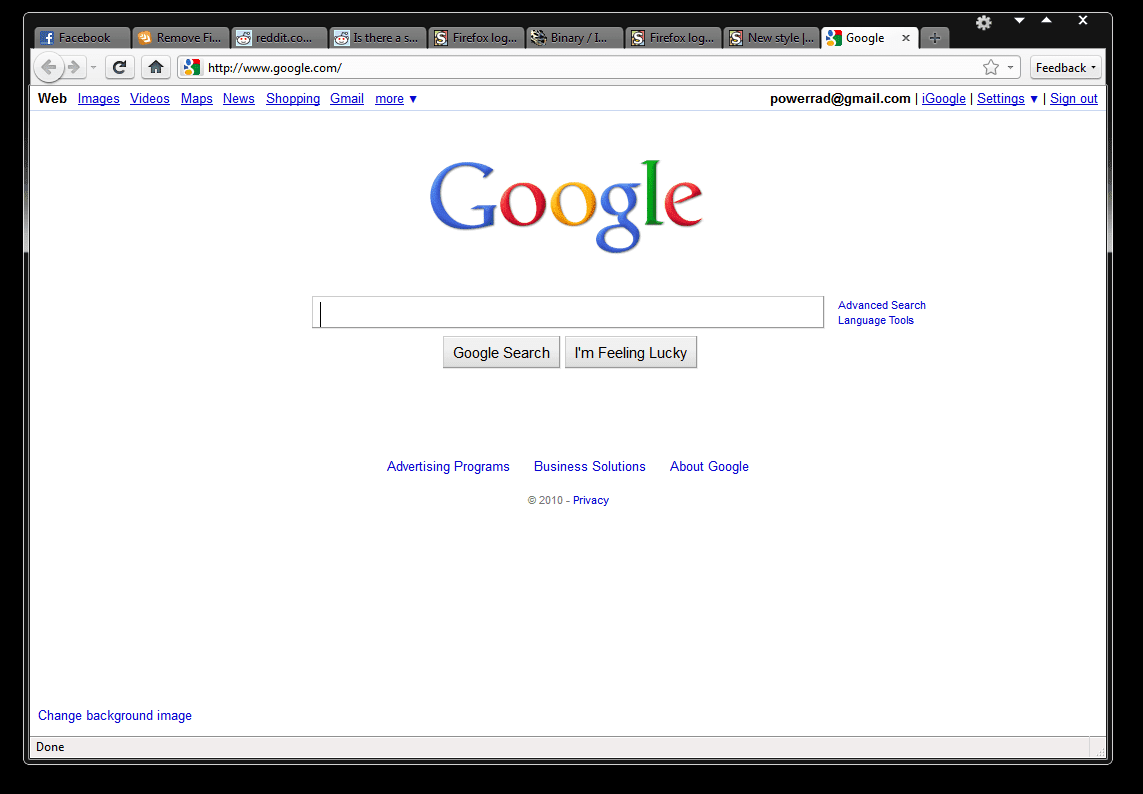 Facebook Remove Fi... reddit.co... Is there a s... Firefox log... Binary / I... Firefox log... New style |... Google
http://www.google.com/ Feedback
Web Images Videos Maps News Shopping Gmail more ▼ powerrad@gmail.com | iGoogle | Settings ▼ | Sign out
Google
Advanced Search
Language Tools
Google Search I'm Feeling Lucky
Advertising Programs Business Solutions About Google
© 2010 - Privacy
Change background image
Done